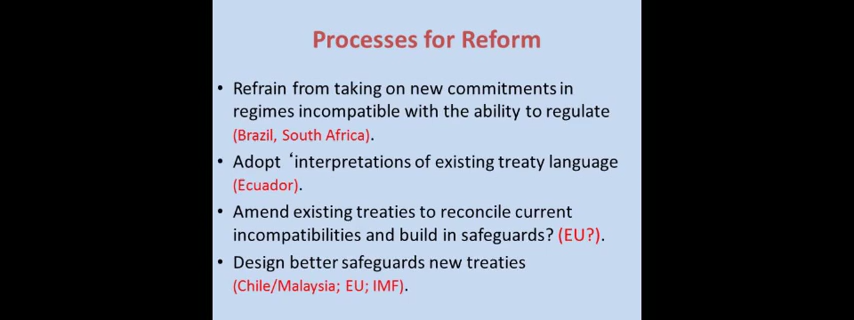 Processes for Reform
• Refrain from taking on new commitments in
regimes incompatible with the ability to regulate
(Brazil, South Africa).
• Adopt ‘interpretations of existing treaty language
(Ecuador).
• Amend existing treaties to reconcile current
incompatibilities and build in safeguards? (EU?).
• Design better safeguards new treaties
(Chile/Malaysia; EU; IMF).